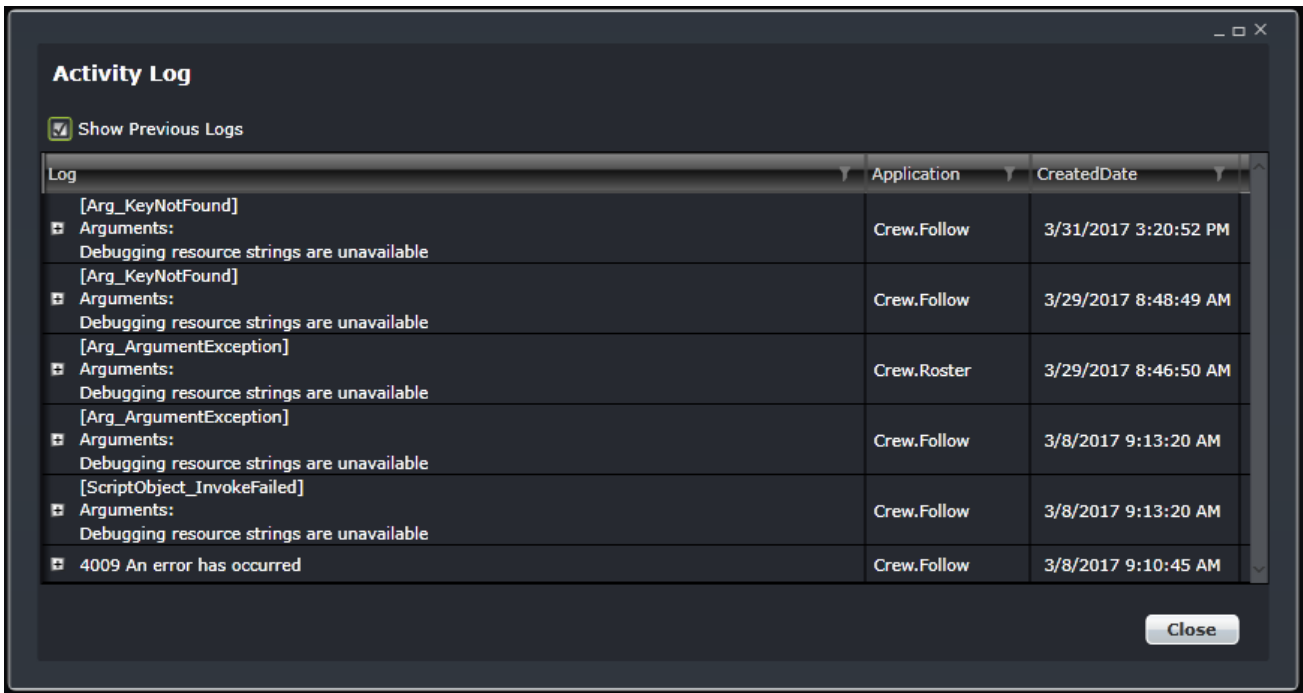 Activity Log
Show Previous Logs
Log Application CreatedDate
[Arg_KeyNotFound]
Arguments: Crew.Follow 3/31/2017 3:20:52 PM
Debugging resource strings are unavailable
[Arg_KeyNotFound]
Arguments: Crew.Follow 3/29/2017 8:48:49 AM
Debugging resource strings are unavailable
[Arg_ArgumentException]
Arguments: Crew.Roster 3/29/2017 8:46:50 AM
Debugging resource strings are unavailable
[Arg_ArgumentException]
Arguments: Crew.Follow 3/8/2017 9:13:20 AM
Debugging resource strings are unavailable
[ScriptObject_InvokeFailed]
Arguments: Crew.Follow 3/8/2017 9:13:20 AM
Debugging resource strings are unavailable
4009 An error has occurred Crew.Follow 3/8/2017 9:10:45 AM
Close